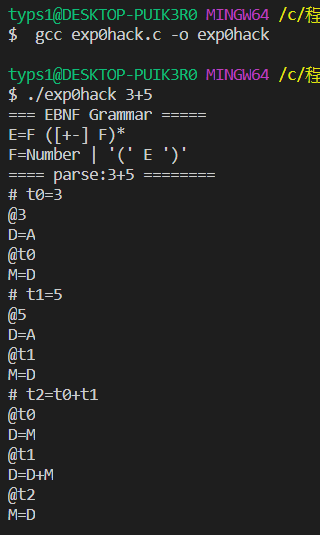 typs1@DESKTOP-PUIK3R0 MINGW64 /c/程
$  gcc exp0hack.c -o exp0hack
typs1@DESKTOP-PUIK3R0 MINGW64 /c/程
$ ./exp0hack 3+5
=== EBNF Grammar =====
E=F ([+-] F)*
F=Number | '(' E ')'
==== parse:3+5 ========
# t0=3
@3
D=A
@t0
M=D
# t1=5
@5
D=A
@t1
M=D
# t2=t0+t1
@t0
D=M
@t1
D=D+M
@t2
M=D